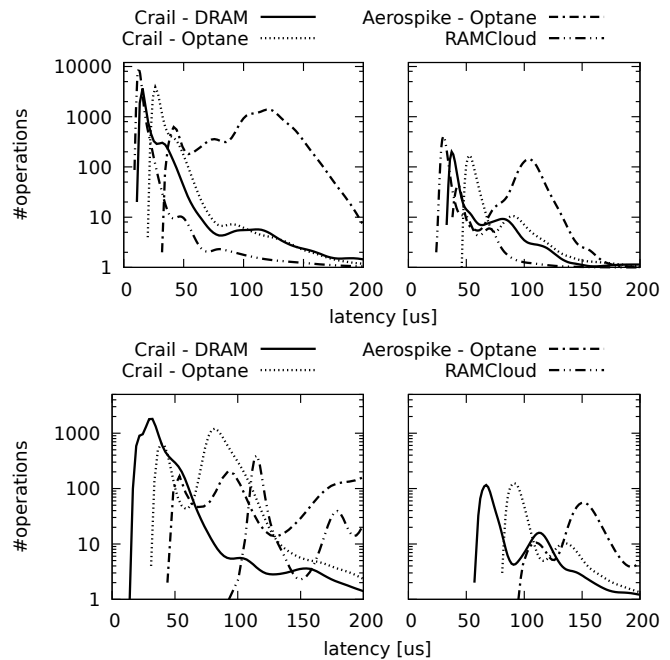 Crail - DRAM Aerospike - Optane
Crail - Optane RAMCloud
10000
1000
100
10
1
#operations
0 50 100 150 200 0 50 100 150 200
latency [us]
Crail - DRAM Aerospike - Optane
Crail - Optane RAMCloud
1000
100
10
1
#operations
0 50 100 150 200 0 50 100 150 200
latency [us]